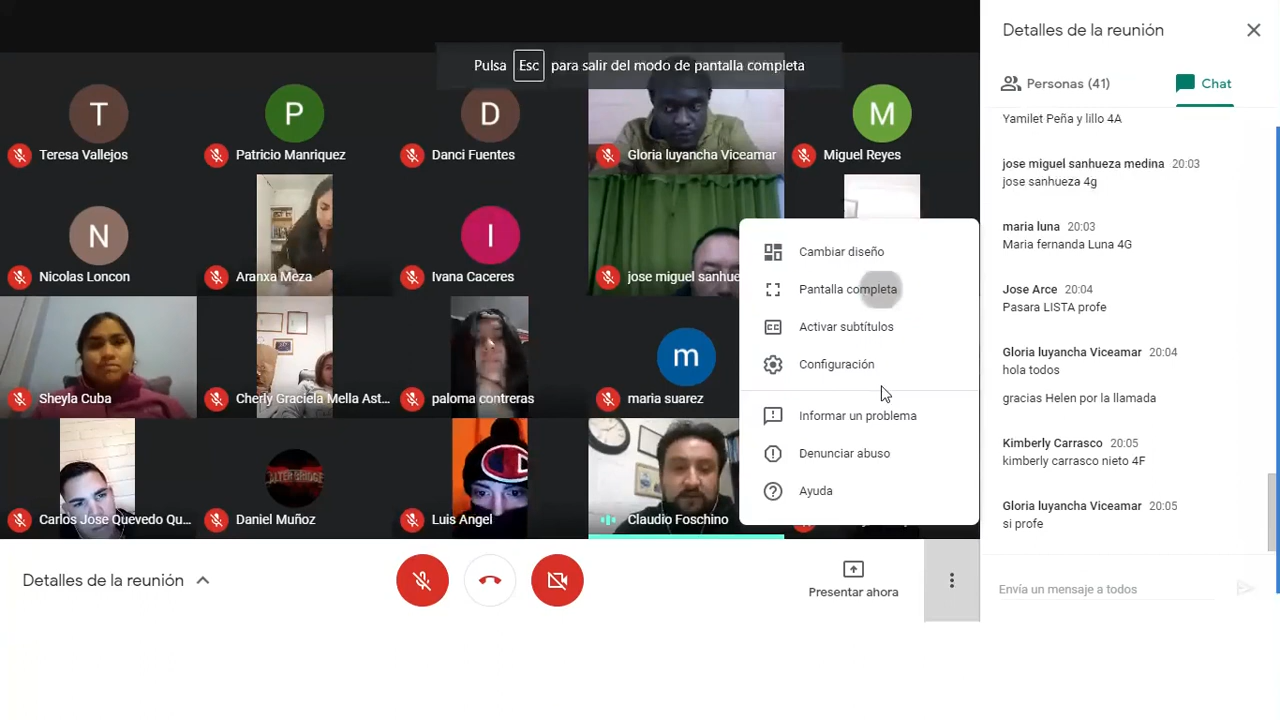 Pulsa Esc para salir del modo de pantalla completa
T
Teresa Vallejos
P
Patricio Manriquez
D
Danci Fuentes
Gloria luyancha Viceamar
M
Miguel Reyes
N
Nicolas Loncon
Aranxa Meza
I
Ivana Caceres
jose miguel sanhue
Sheyla Cuba
Cherly Graciela Mella Ast...
paloma contreras
m
maria suarez
Carlos Jose Quevedo Qu...
ALTER BRIDGE
Daniel Muñoz
Luis Angel
Claudio Foschino
Cambiar diseño
Pantalla completa
CC
Activar subtítulos
Configuración
Informar un problema
Denunciar abuso
Ayuda
Detalles de la reunión
Presentar ahora
Detalles de la reunión
Personas (41)
Chat
Yamilet Peña y lillo 4A
jose miguel sanhueza medina 20:03
jose sanhueza 4g
maria luna 20:03
Maria fernanda Luna 4G
Jose Arce 20:04
Pasara LISTA profe
Gloria luyancha Viceamar 20:04
hola todos
gracias Helen por la llamada
Kimberly Carrasco 20:05
kimberly carrasco nieto 4F
Gloria luyancha Viceamar 20:05
si profe
Envía un mensaje a todos